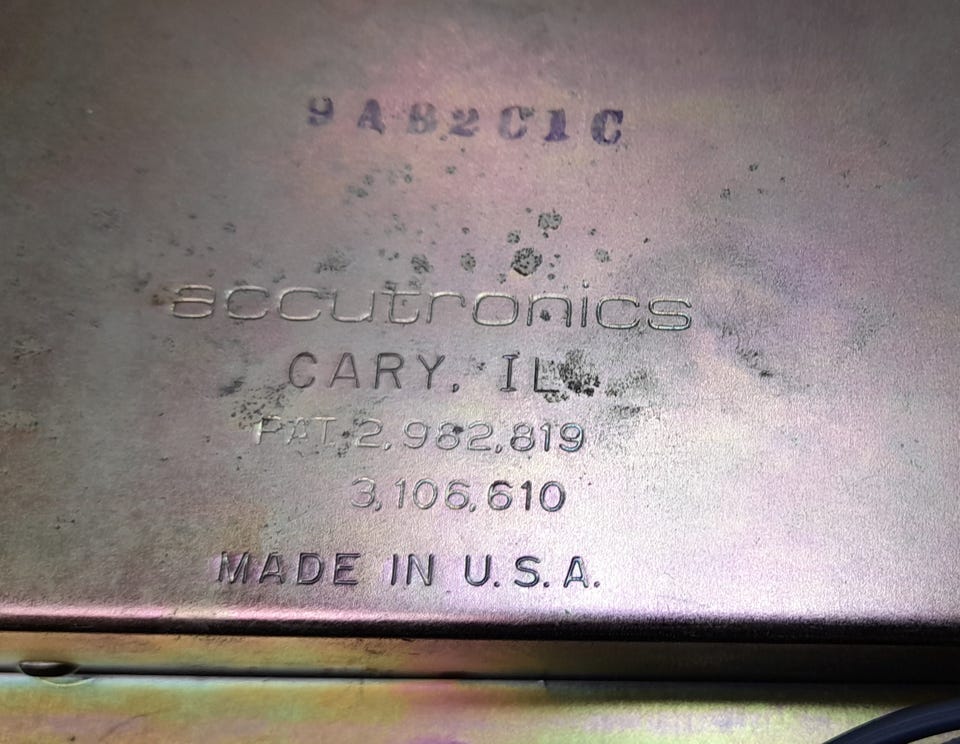 9AB2C1C
accutronics
CARY, IL.
PAT. 2,982,819
3,106,610
MADE IN U.S.A.